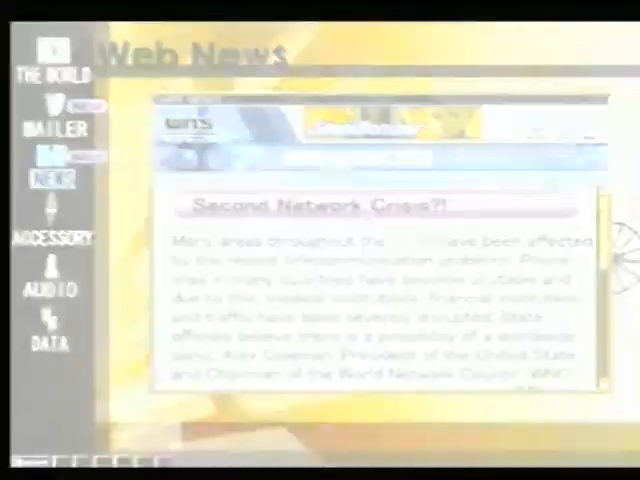 Web News
THE WORLD
MAILER
NEWS
ACCESSORY
AUDIO
DATA
Second Network Crisis?!
Many areas throughout the have been affected
by the recent telecommunication problems. Phone
lines in many countries have become unstable and
due to this, medical institutions, financial institutions
and traffic have been severely disrupted. State
officials believe there is a possibility of a worldwide
panic. Alex Coleman, President of the United State
and Chairman of the World Network Council (WNC)